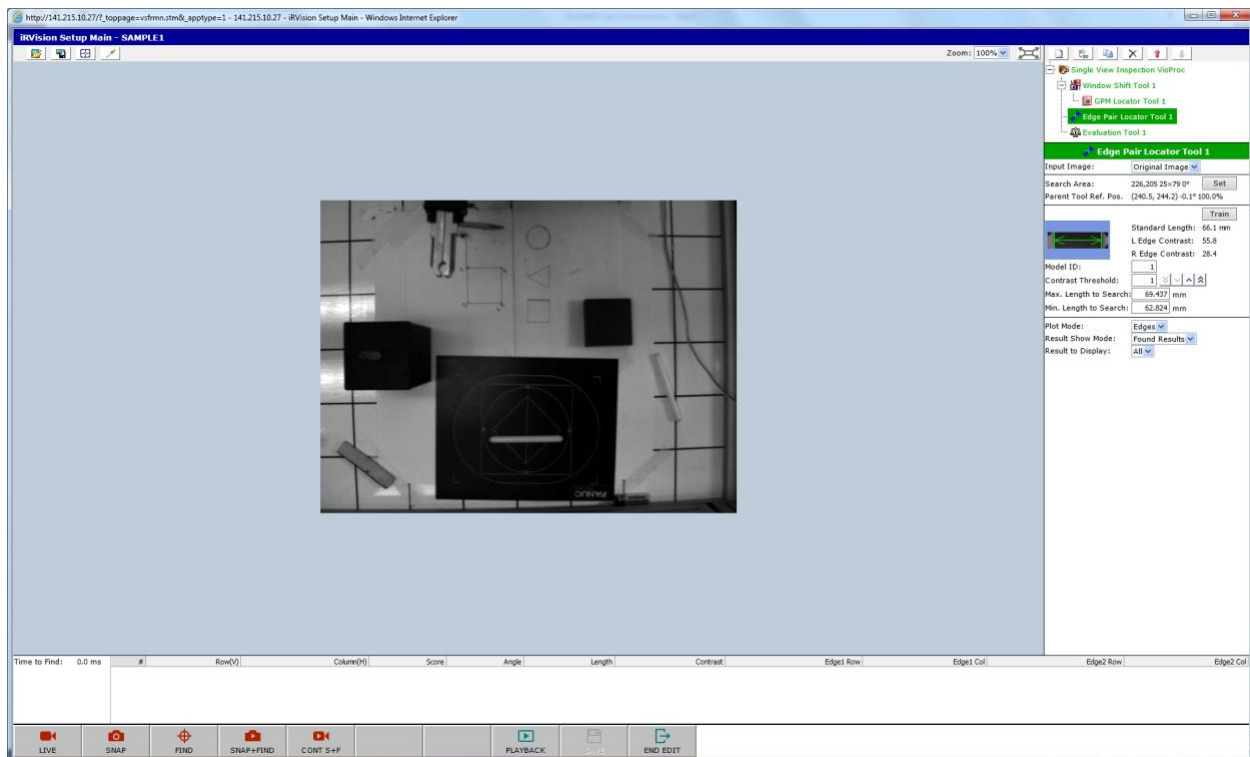 http://141.215.10.27/?_toppage=vsfrmn.stm&_apptype=1 - 141.215.10.27 - iRVision Setup Main - Windows Internet Explorer
iRVision Setup Main - SAMPLE1
Zoom: 100%
Single View Inspection VisProc
Window Shift Tool 1
GPM Locator Tool 1
Edge Pair Locator Tool 1
Evaluation Tool 1
Edge Pair Locator Tool 1
Input Image: Original Image
Search Area: 226,205 25×79 0° Set
Parent Tool Ref. Pos. (240.5, 244.2) -0.1° 100.0%
Train
Standard Length: 66.1 mm
L Edge Contrast: 55.8
R Edge Contrast: 28.4
Model ID: 1
Contrast Threshold: 1
Max. Length to Search: 69.437 mm
Min. Length to Search: 62.824 mm
Plot Mode: Edges
Result Show Mode: Found Results
Result to Display: All
FANUC
Time to Find: 0.0 ms # Row(V) Column(H) Score Angle Length Contrast Edge1 Row Edge1 Col Edge2 Row Edge2 Col
LIVE SNAP FIND SNAP+FIND CONT S+F PLAYBACK SAVE END EDIT